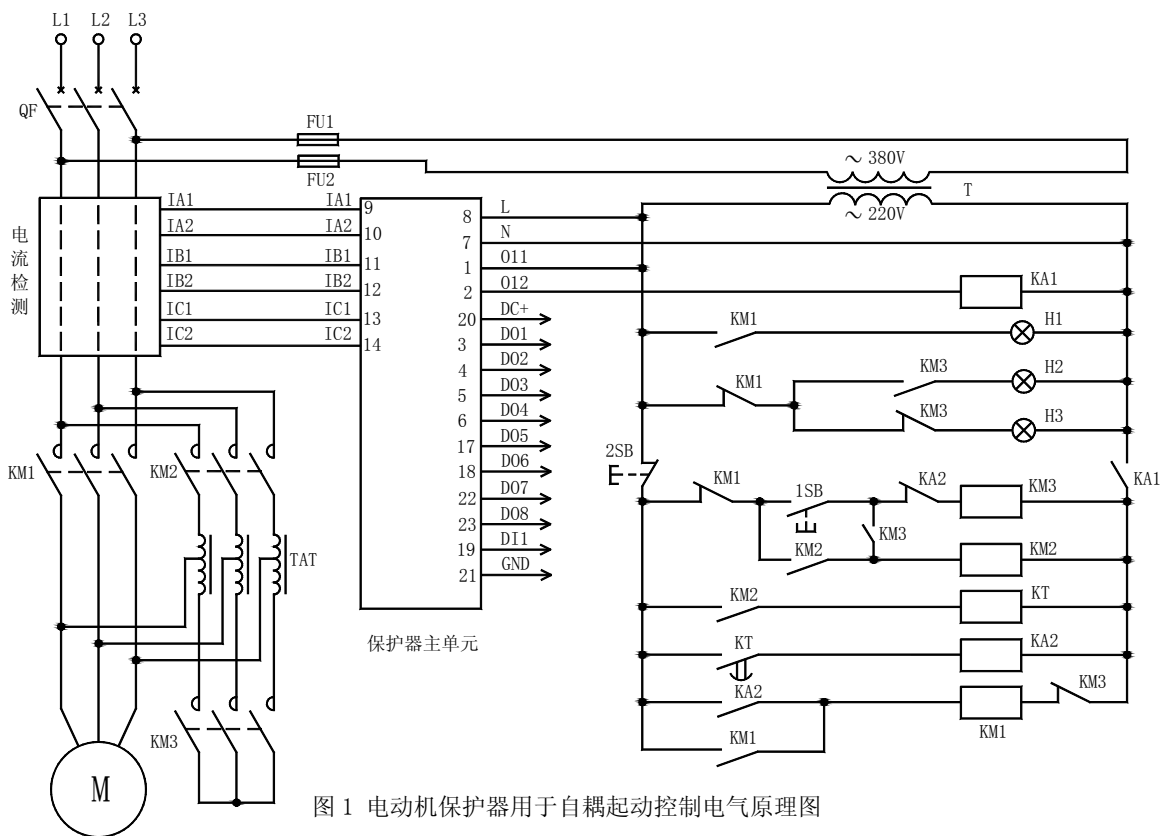 L1 L2 L3
QF
FU1
FU2
～380V
T
～220V
电流检测
IA1 IA1 9
IA2 IA2 10
IB1 IB1 11
IB2 IB2 12
IC1 IC1 13
IC2 IC2 14
8 L
7 N
1 O11
2 O12
20 DC+
3 DO1
4 DO2
5 DO3
6 DO4
17 DO5
18 DO6
22 DO7
23 DO8
19 DI1
21 GND
保护器主单元
KA1
KM1 H1
KM3 H2
KM1
KM3 H3
2SB
KA1
KM1 1SB KA2 KM3
KM3
KM2 KM2
KM2 KT
KT KA2
KA2 KM3
KM1
KM1
KM1 KM2
TAT
KM3
M
图 1 电动机保护器用于自耦起动控制电气原理图